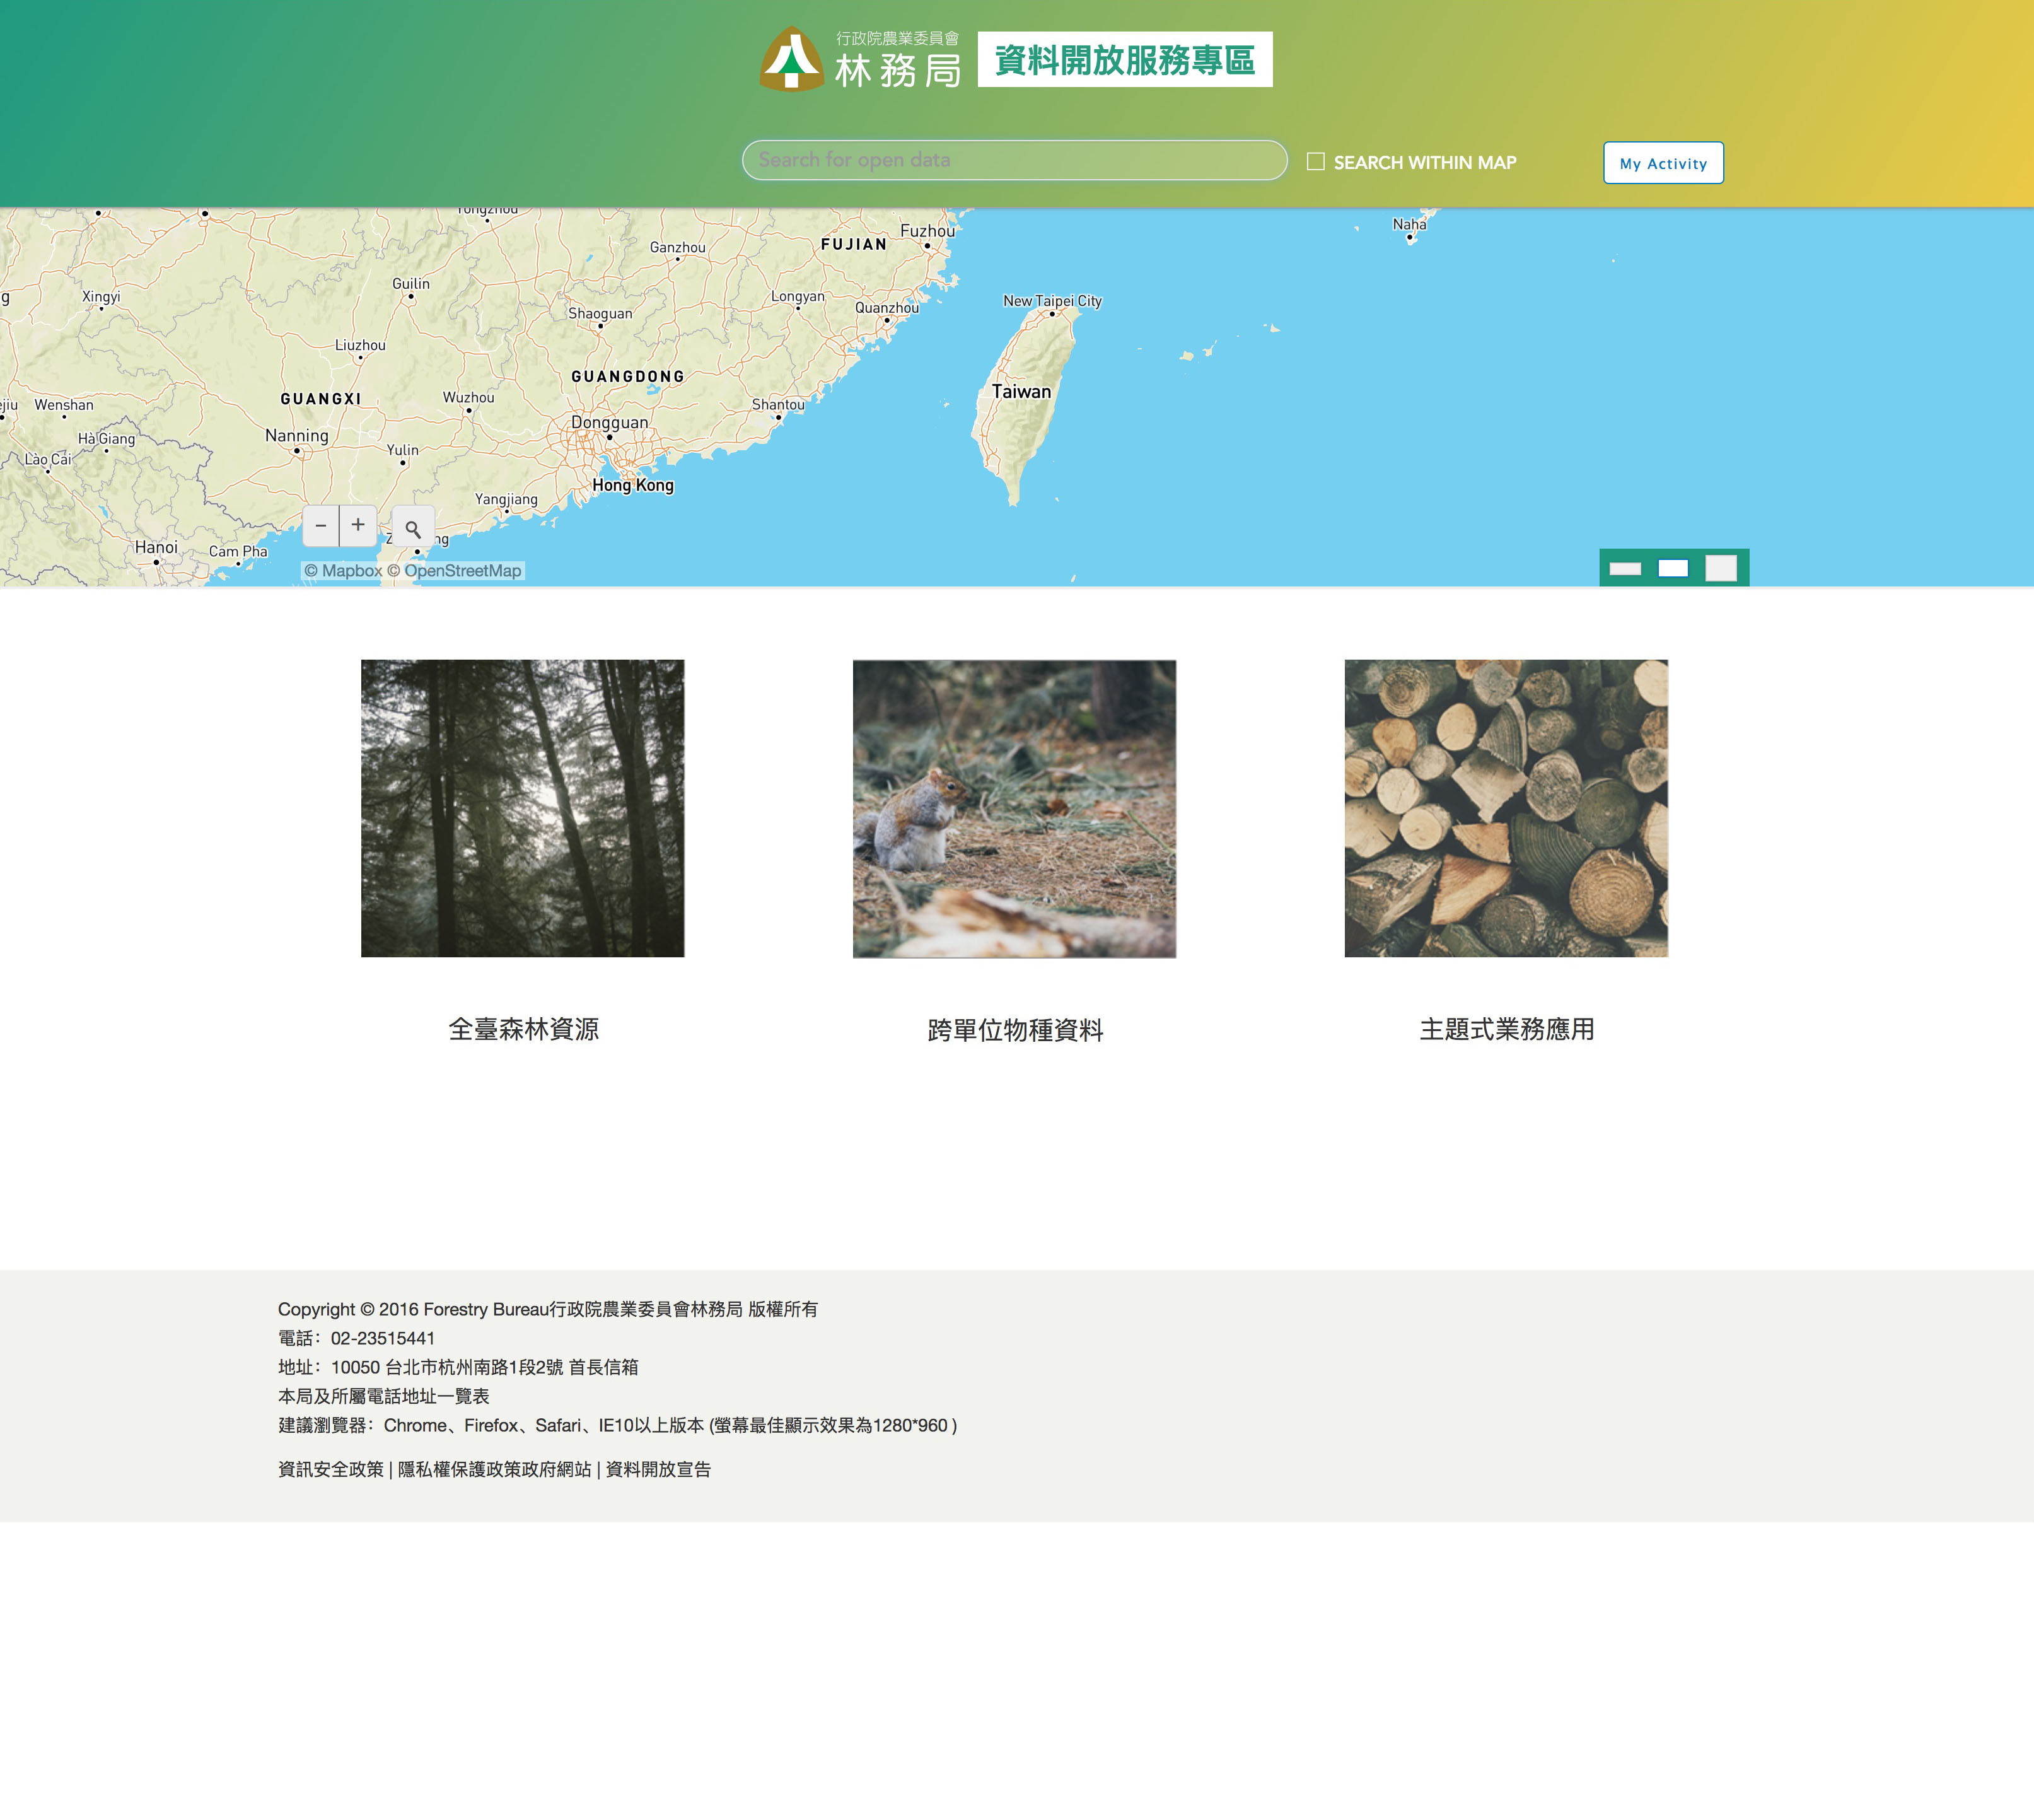 行政院農業委員會
林務局
資料開放服務專區
Search for open data
SEARCH WITHIN MAP
My Activity
Yongzhou
Naha
Fuzhou
FUJIAN
Ganzhou
Guilin
Xingyi
Longyan
New Taipei City
Quanzhou
Shaoguan
Liuzhou
GUANGDONG
Taiwan
GUANGXI
Wuzhou
Wenshan
Shantou
Dongguan
Nanning
Hà Giang
Yulin
Lào Cai
Hong Kong
Yangjiang
− +
Hanoi
Cam Pha
© Mapbox © OpenStreetMap
全臺森林資源
跨單位物種資料
主題式業務應用
Copyright © 2016 Forestry Bureau行政院農業委員會林務局 版權所有
電話：02-23515441
地址：10050 台北市杭州南路1段2號 首長信箱
本局及所屬電話地址一覽表
建議瀏覽器：Chrome、Firefox、Safari、IE10以上版本 (螢幕最佳顯示效果為1280*960 )
資訊安全政策 | 隱私權保護政策政府網站 | 資料開放宣告